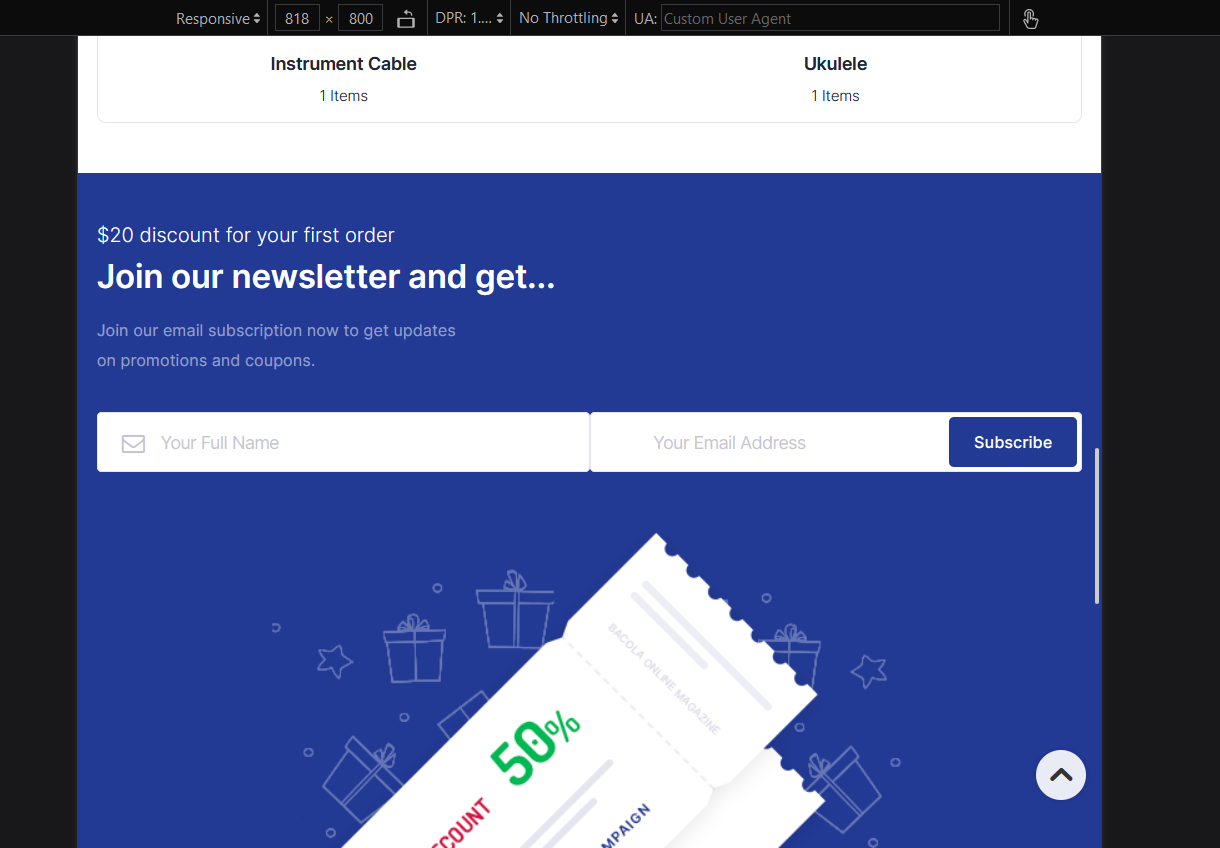 Responsive 818 × 800 DPR: 1.... No Throttling UA: Custom User Agent
Instrument Cable
1 Items
Ukulele
1 Items
$20 discount for your first order
Join our newsletter and get...
Join our email subscription now to get updates
on promotions and coupons.
Your Full Name
Your Email Address
Subscribe
BACOLA ONLINE MAGAZINE
50%
COUNT
MPAIGN